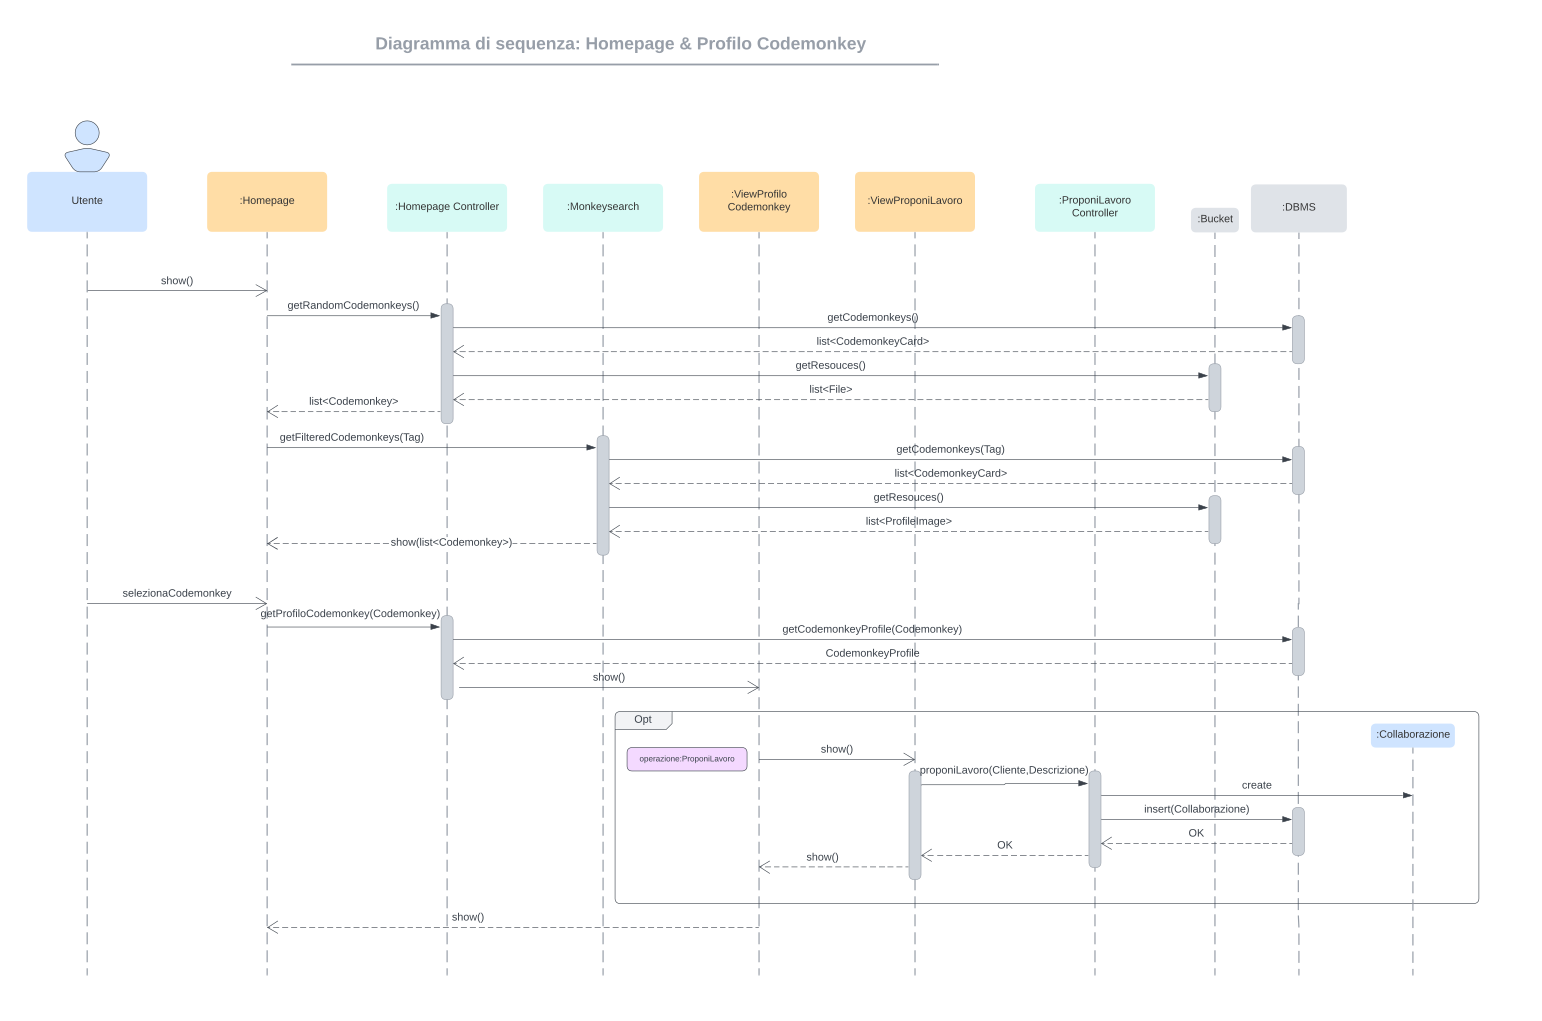 Diagramma di sequenza: Homepage & Profilo Codemonkey
Utente
:Homepage
:Homepage Controller
:Monkeysearch
:ViewProfilo
Codemonkey
:ViewProponiLavoro
:ProponiLavoro
Controller
:Bucket
:DBMS
show()
getRandomCodemonkeys()
getCodemonkeys()
list<CodemonkeyCard>
getResouces()
list<File>
list<Codemonkey>
getFilteredCodemonkeys(Tag)
getCodemonkeys(Tag)
list<CodemonkeyCard>
getResouces()
list<ProfileImage>
show(list<Codemonkey>)
selezionaCodemonkey
getProfiloCodemonkey(Codemonkey)
getCodemonkeyProfile(Codemonkey)
CodemonkeyProfile
show()
Opt
:Collaborazione
operazione:ProponiLavoro
show()
proponiLavoro(Cliente,Descrizione)
create
insert(Collaborazione)
OK
OK
show()
show()